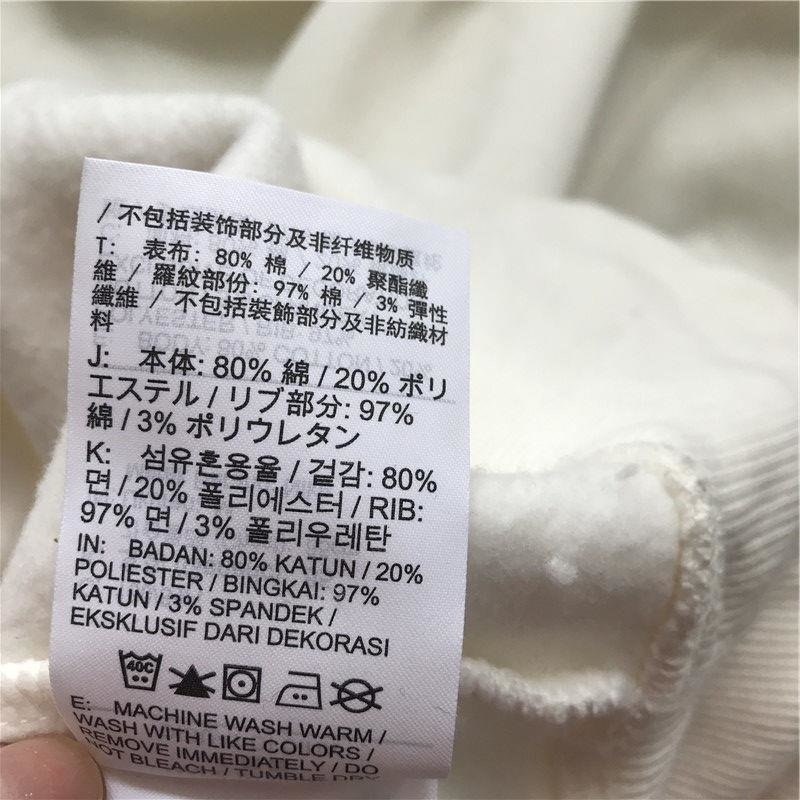 / 不包括装饰部分及非纤维物质
T: 表布: 80% 棉 / 20% 聚酯纖
維 / 羅紋部份: 97% 棉 / 3% 彈性
纖維 / 不包括裝飾部分及非紡織材
料
J: 本体: 80% 綿 / 20% ポリ
エステル / リブ部分: 97%
綿 / 3% ポリウレタン
K: 섬유혼용율 / 겉감: 80%
면 / 20% 폴리에스터 / RIB:
97% 면 / 3% 폴리우레탄
IN: BADAN: 80% KATUN / 20%
POLIESTER / BINGKAI: 97%
KATUN / 3% SPANDEK /
EKSKLUSIF DARI DEKORASI
40C
E: MACHINE WASH WARM /
WASH WITH LIKE COLORS /
REMOVE IMMEDIATELY / DO
NOT BLEACH / TUMBLE DRY